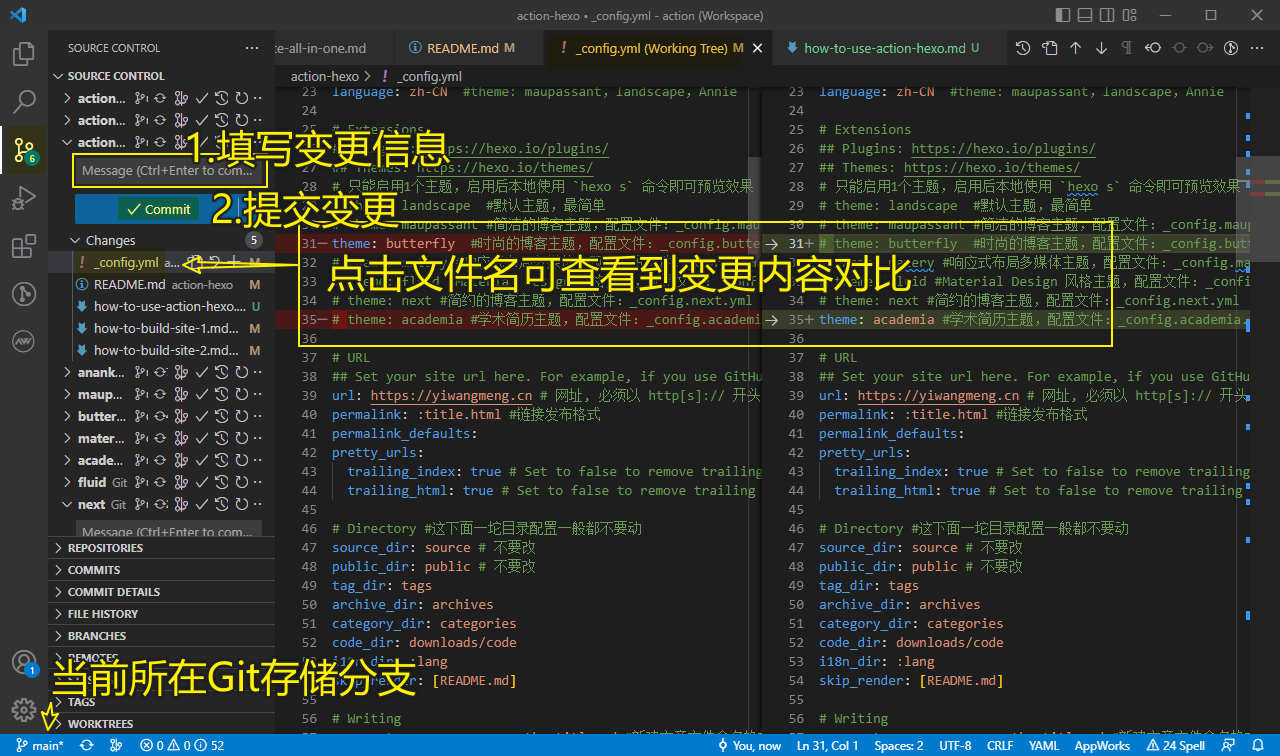 action-hexo • _config.yml - action (Workspace)
SOURCE CONTROL
e-all-in-one.md
README.md M
! _config.yml (Working Tree) M
how-to-use-action-hexo.md U
action-hexo > ! _config.yml
SOURCE CONTROL
action...
action...
action...
1.填写变更信息
Message (Ctrl+Enter to com...
2.提交变更
Commit
Changes 5
! _config.yml a... M
README.md action-hexo M
how-to-use-action-hexo.... U
how-to-build-site-1.md... M
how-to-build-site-2.md... M
点击文件名可查看到变更内容对比
anank...
maup...
butter...
mater...
acade...
fluid Git
next Git
Message (Ctrl+Enter to com...
REPOSITORIES
COMMITS
COMMIT DETAILS
FILE HISTORY
BRANCHES
REMOTES
当前所在Git存储分支
TAGS
WORKTREES
23 language: zh-CN #theme: maupassant, landscape, Annie
24
25 # Extensions
26 ## Plugins: https://hexo.io/plugins/
27 ## Themes: https://hexo.io/themes/
28 # 只能启用1个主题，启用后本地使用 `hexo s` 命令即可预览效果
29 # theme: landscape #默认主题，最简单
30 # theme: maupassant #简洁的博客主题，配置文件: _config.mau
31− theme: butterfly #时尚的博客主题，配置文件: _config.butte
34 # theme: next #简约的博客主题，配置文件: _config.next.yml
35− # theme: academia #学术简历主题，配置文件: _config.academi
36
37 # URL
38 ## Set your site url here. For example, if you use GitHu
39 url: https://yiwangmeng.cn # 网址, 必须以 http[s]:// 开头
40 permalink: :title.html #链接发布格式
41 permalink_defaults:
42 pretty_urls:
43 trailing_index: true # Set to false to remove trailing
44 trailing_html: true # Set to false to remove trailing
45
46 # Directory #这下面一坨目录配置一般都不要动
47 source_dir: source # 不要改
48 public_dir: public # 不要改
49 tag_dir: tags
50 archive_dir: archives
51 category_dir: categories
52 code_dir: downloads/code
53 i18n_dir: :lang
54 skip_render: [README.md]
55
56 # Writing
23 language: zh-CN #theme: maupassant, landscape, Annie
24
25 # Extensions
26 ## Plugins: https://hexo.io/plugins/
27 ## Themes: https://hexo.io/themes/
28 # 只能启用1个主题，启用后本地使用 `hexo s` 命令即可预览效果
29 # theme: landscape #默认主题，最简单
30 # theme: maupassant #简洁的博客主题，配置文件: _config.mau
31+ # theme: butterfly #时尚的博客主题，配置文件: _config.but
ery #响应式布局多媒体主题，配置文件: _config.ma
#Material Design 风格主题，配置文件: _config
34 # theme: next #简约的博客主题，配置文件: _config.next.yml
35+ theme: academia #学术简历主题，配置文件: _config.academia.
36
37 # URL
38 ## Set your site url here. For example, if you use GitHu
39 url: https://yiwangmeng.cn # 网址, 必须以 http[s]:// 开头
40 permalink: :title.html #链接发布格式
41 permalink_defaults:
42 pretty_urls:
43 trailing_index: true # Set to false to remove trailing
44 trailing_html: true # Set to false to remove trailing
45
46 # Directory #这下面一坨目录配置一般都不要动
47 source_dir: source # 不要改
48 public_dir: public # 不要改
49 tag_dir: tags
50 archive_dir: archives
51 category_dir: categories
52 code_dir: downloads/code
53 i18n_dir: :lang
54 skip_render: [README.md]
55
56 # Writing
main* 0 0 52 You, now Ln 31, Col 1 Spaces: 2 UTF-8 CRLF YAML AppWorks 24 Spell